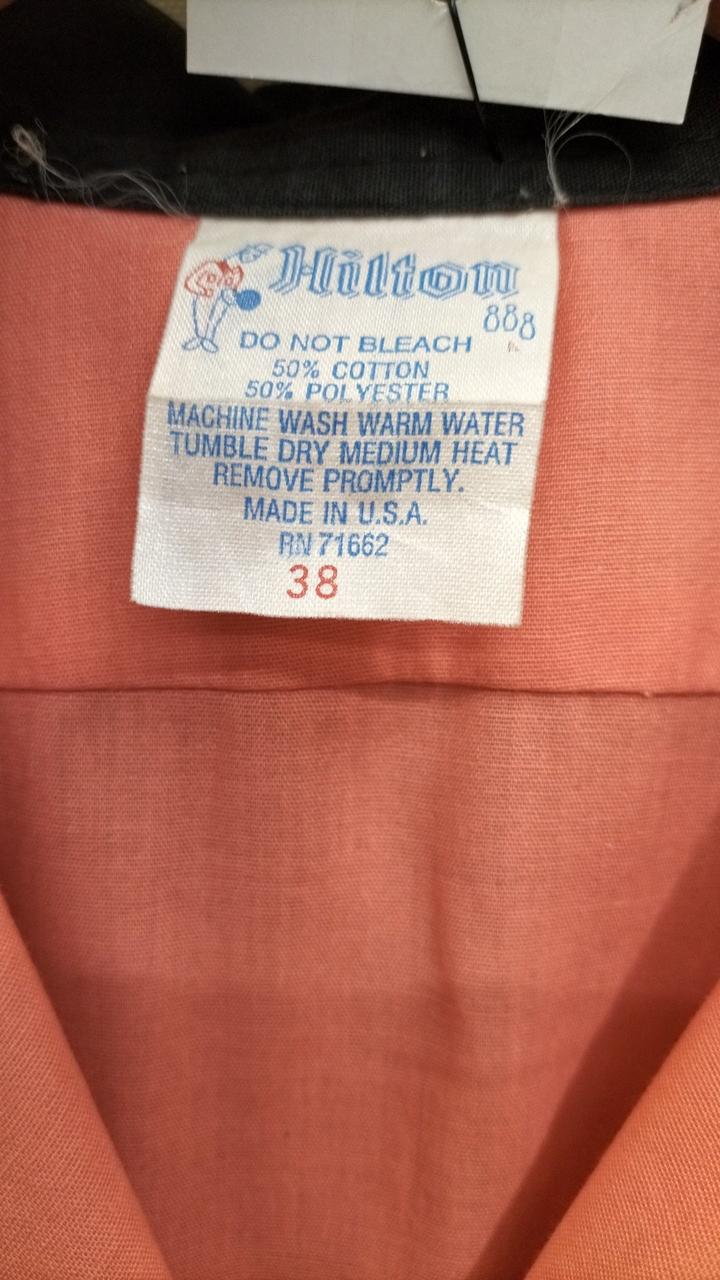 Hilton
DO NOT BLEACH
50% COTTON
50% POLYESTER
MACHINE WASH WARM WATER
TUMBLE DRY MEDIUM HEAT
REMOVE PROMPTLY.
MADE IN U.S.A.
RN 71662
38